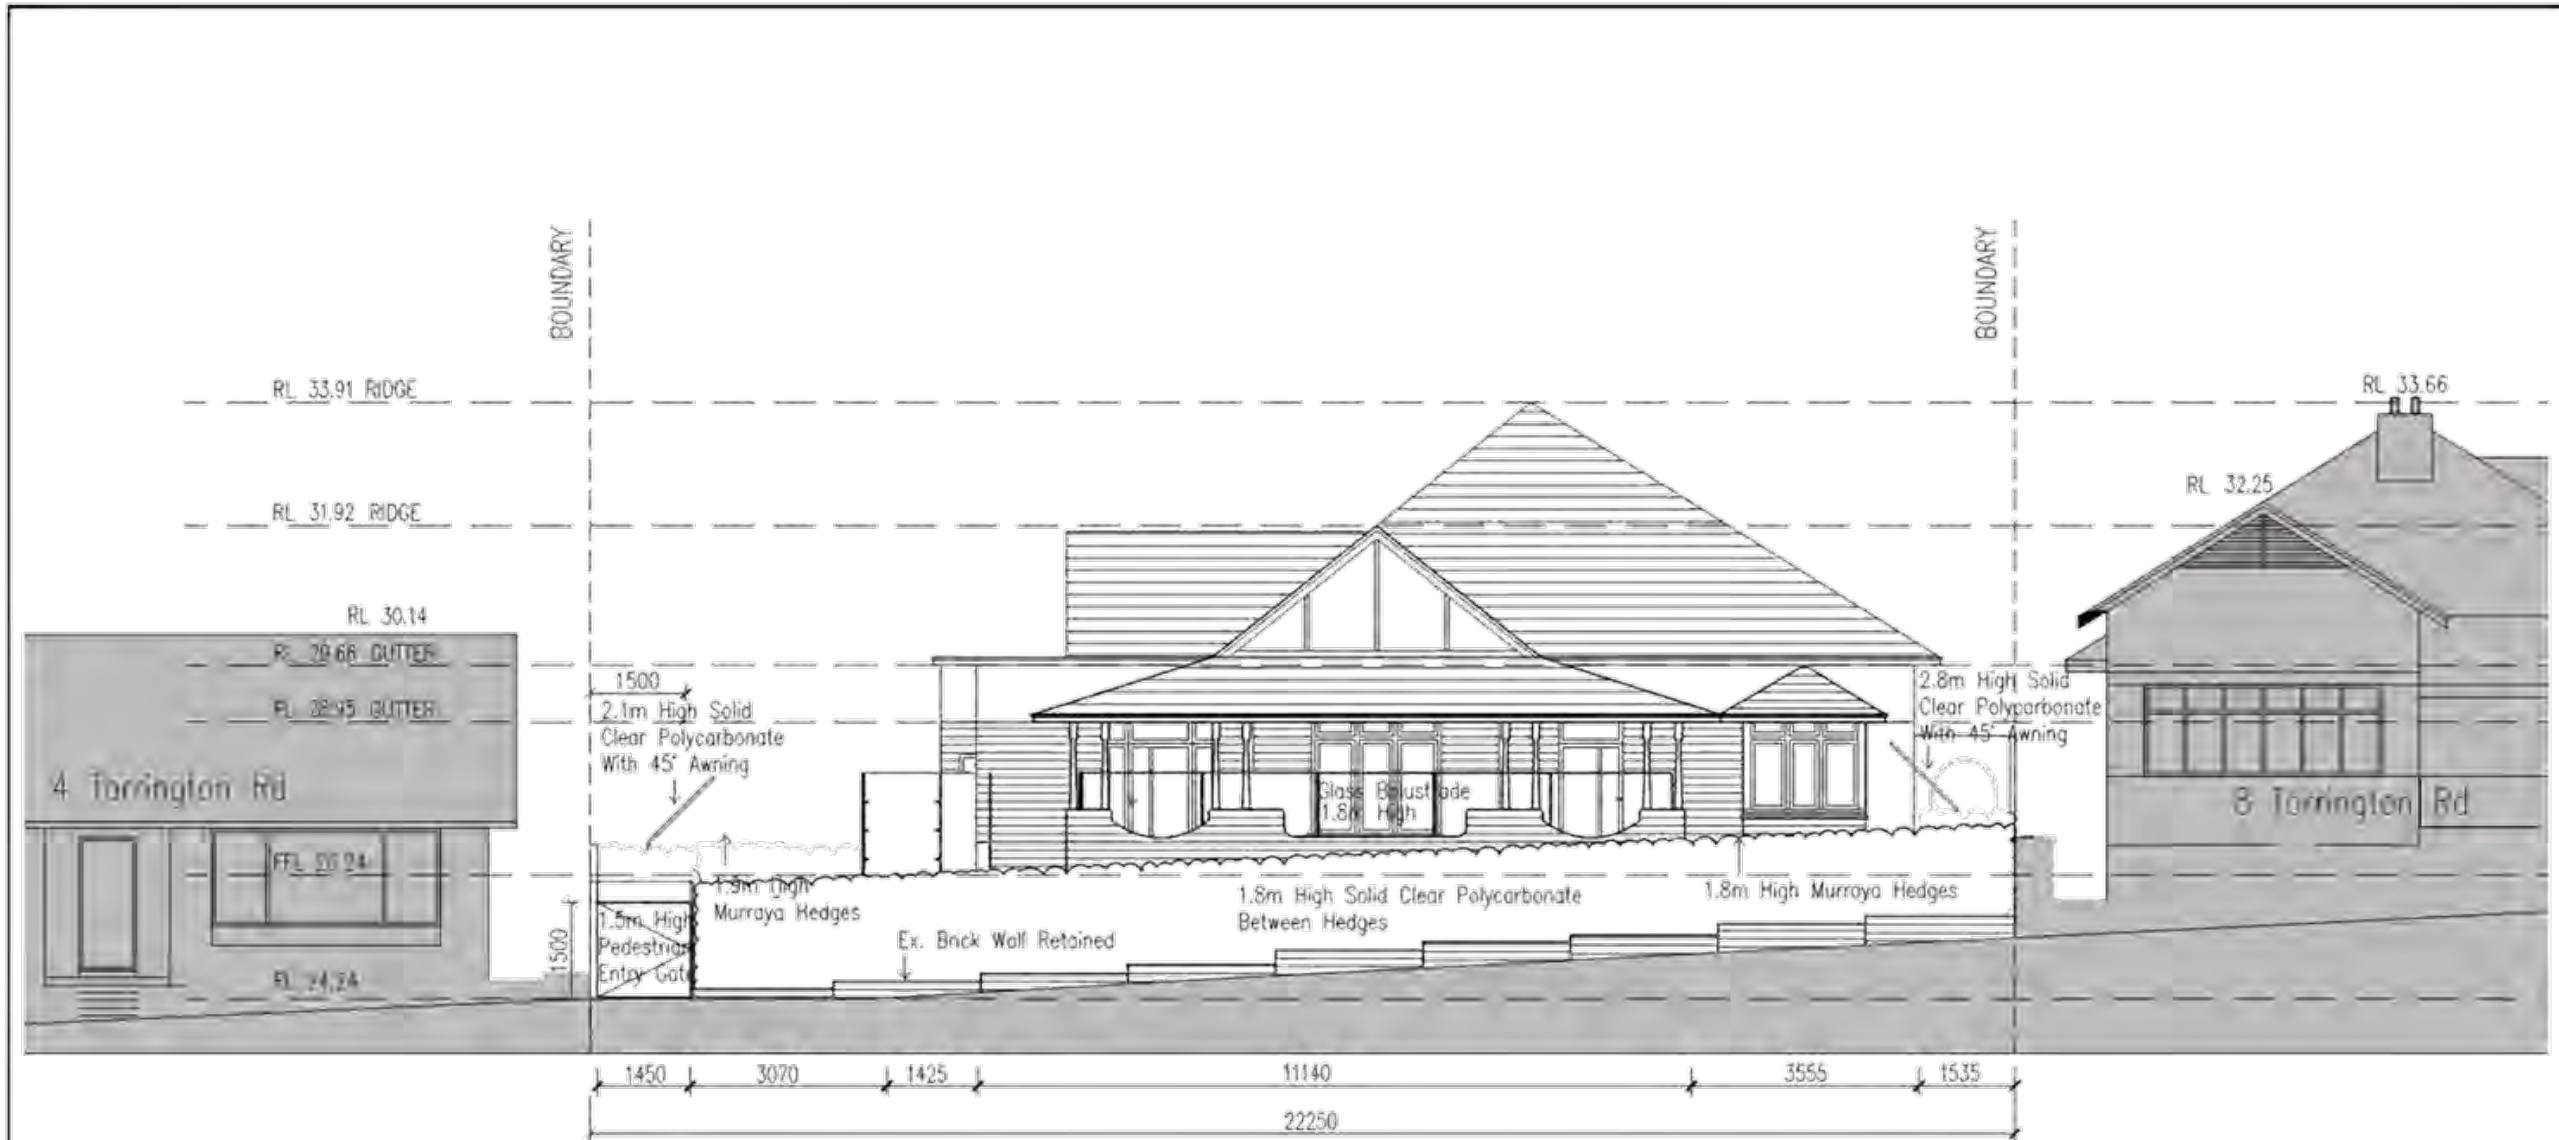 BOUNDARY
BOUNDARY
RL 33.91 RIDGE
RL 33.66
RL 32.25
RL 31.92 RIDGE
RL 30.14
RL 29.66 GUTTER
1500
RL 28.95 GUTTER
2.1m High Solid
Clear Polycarbonate
With 45° Awning
2.8m High Solid
Clear Polycarbonate
With 45° Awning
4 Torrington Rd
Glass Balustrade
1.8m High
8 Torrington Rd
FFL 26.24
1.9m High
Murraya Hedges
1.8m High Solid Clear Polycarbonate
Between Hedges
1.8m High Murraya Hedges
1.5m High
Pedestrian
Entry Gate
1500
Ex. Brick Wall Retained
RL 24.24
1450
3070
1425
11140
3555
1535
22250